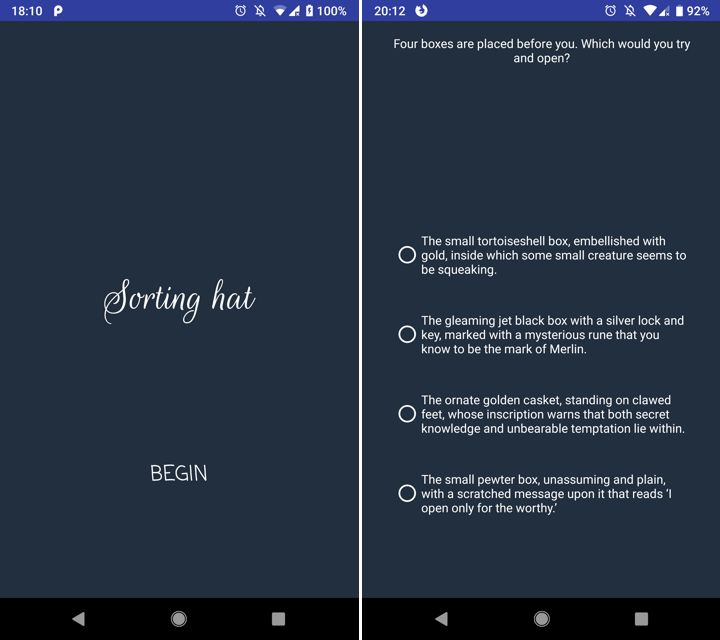 18:10
100%
Sorting hat
BEGIN
20:12
92%
Four boxes are placed before you. Which would you try
and open?
The small tortoiseshell box, embellished with
gold, inside which some small creature seems to
be squeaking.
The gleaming jet black box with a silver lock and
key, marked with a mysterious rune that you
know to be the mark of Merlin.
The ornate golden casket, standing on clawed
feet, whose inscription warns that both secret
knowledge and unbearable temptation lie within.
The small pewter box, unassuming and plain,
with a scratched message upon it that reads ‘I
open only for the worthy.’